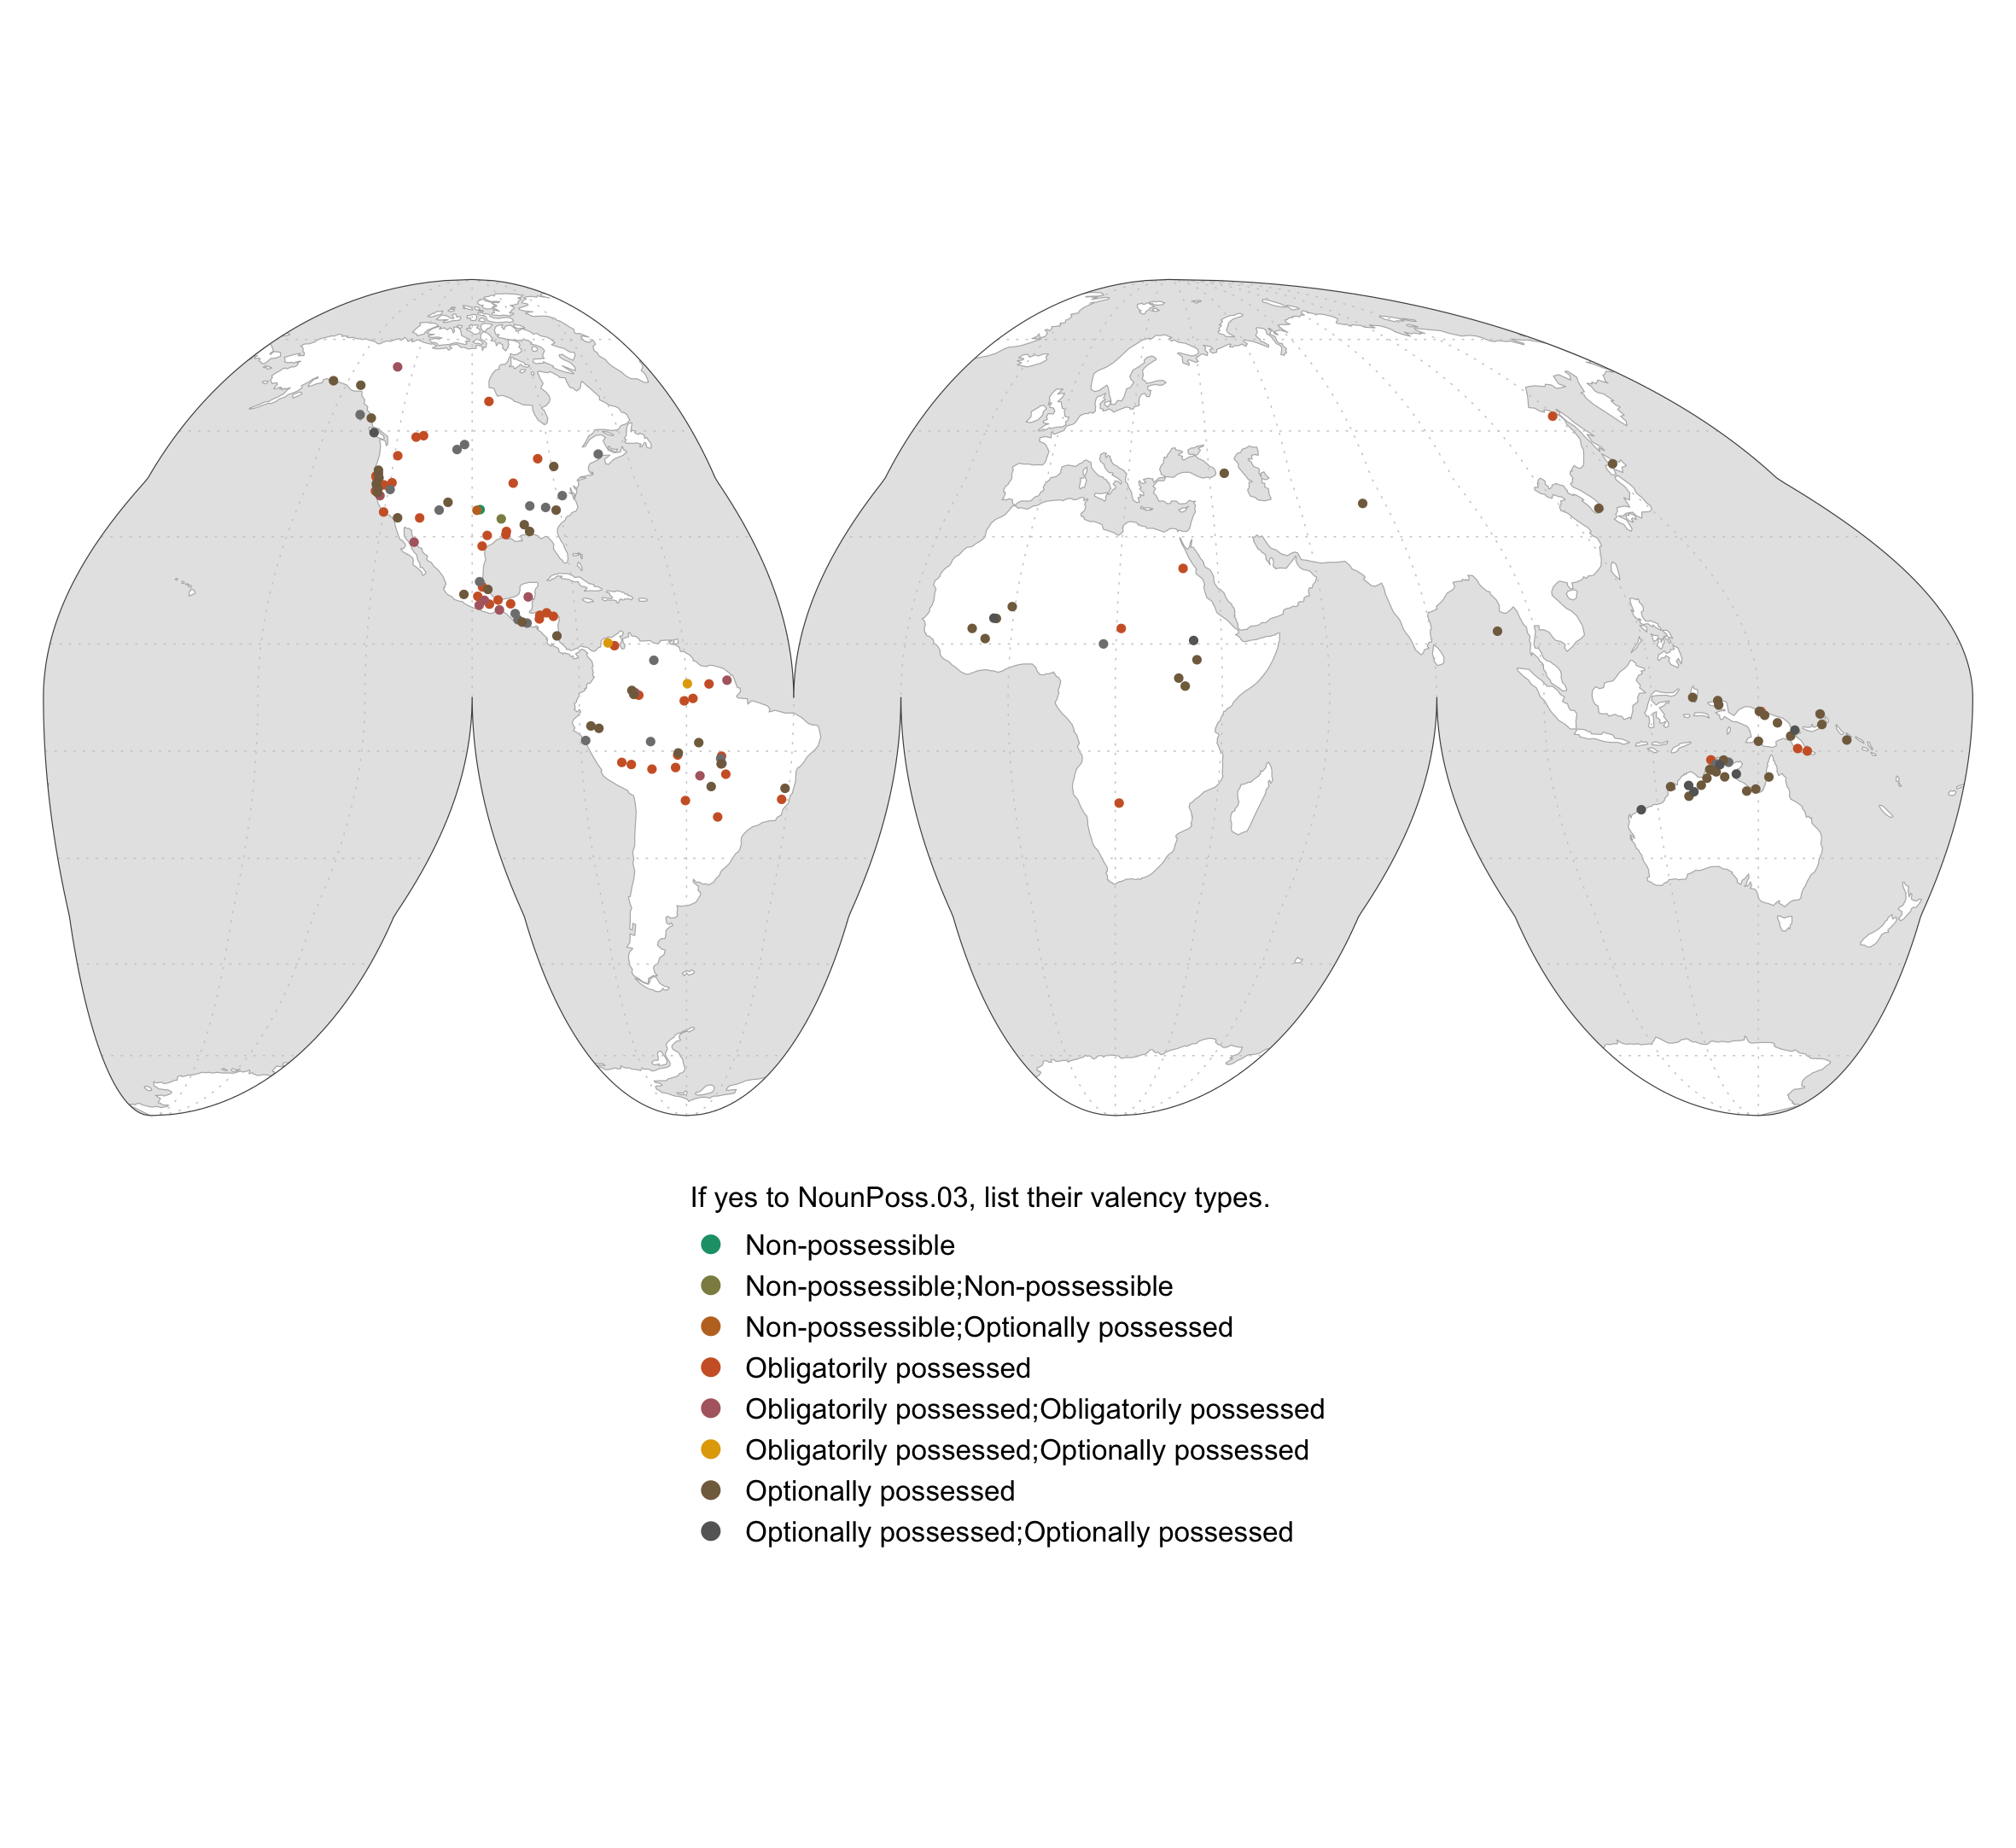 If yes to NounPoss.03, list their valency types.
Non-possessible
Non-possessible;Non-possessible
Non-possessible;Optionally possessed
Obligatorily possessed
Obligatorily possessed;Obligatorily possessed
Obligatorily possessed;Optionally possessed
Optionally possessed
Optionally possessed;Optionally possessed